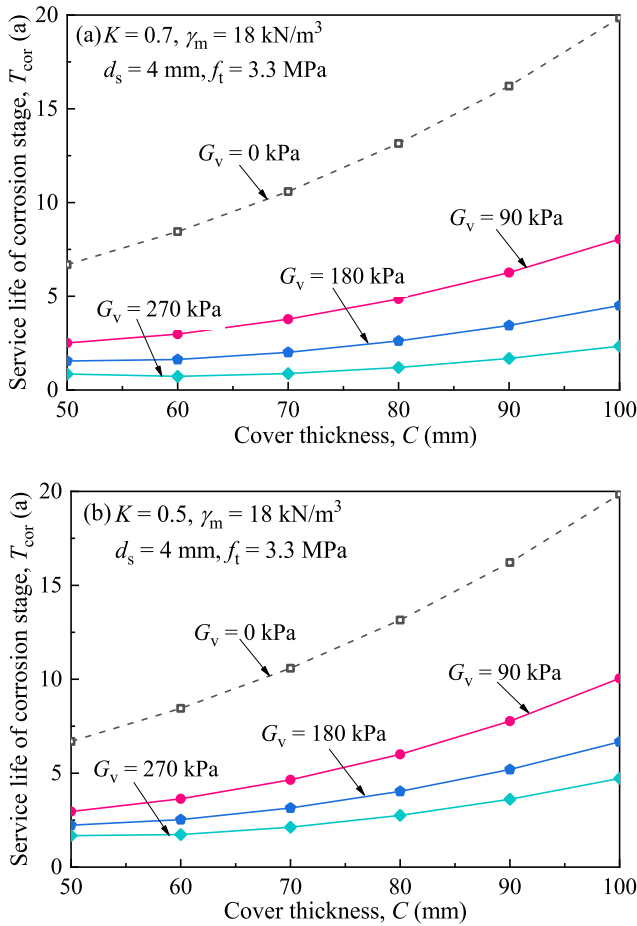 (a) K = 0.7, γm = 18 kN/m³
ds = 4 mm, ft = 3.3 MPa
Service life of corrosion stage, Tcor (a)
20
15
10
5
0
Gv = 0 kPa
Gv = 90 kPa
Gv = 180 kPa
Gv = 270 kPa
50 60 70 80 90 100
Cover thickness, C (mm)
(b) K = 0.5, γm = 18 kN/m³
ds = 4 mm, ft = 3.3 MPa
Service life of corrosion stage, Tcor (a)
20
15
10
5
0
Gv = 0 kPa
Gv = 90 kPa
Gv = 180 kPa
Gv = 270 kPa
50 60 70 80 90 100
Cover thickness, C (mm)